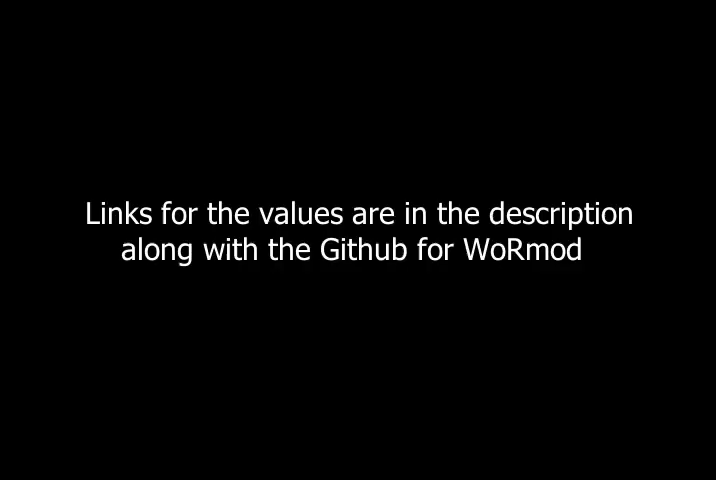 Links for the values are in the description
along with the Github for WoRmod